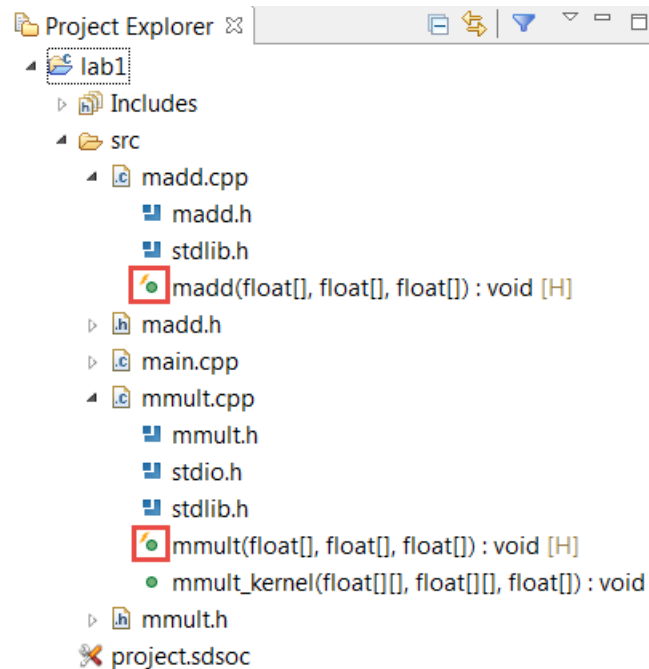 Project Explorer
lab1
Includes
src
madd.cpp
madd.h
stdlib.h
madd(float[], float[], float[]) : void [H]
madd.h
main.cpp
mmult.cpp
mmult.h
stdio.h
stdlib.h
mmult(float[], float[], float[]) : void [H]
mmult_kernel(float[][], float[][], float[]) : void
mmult.h
project.sdsoc